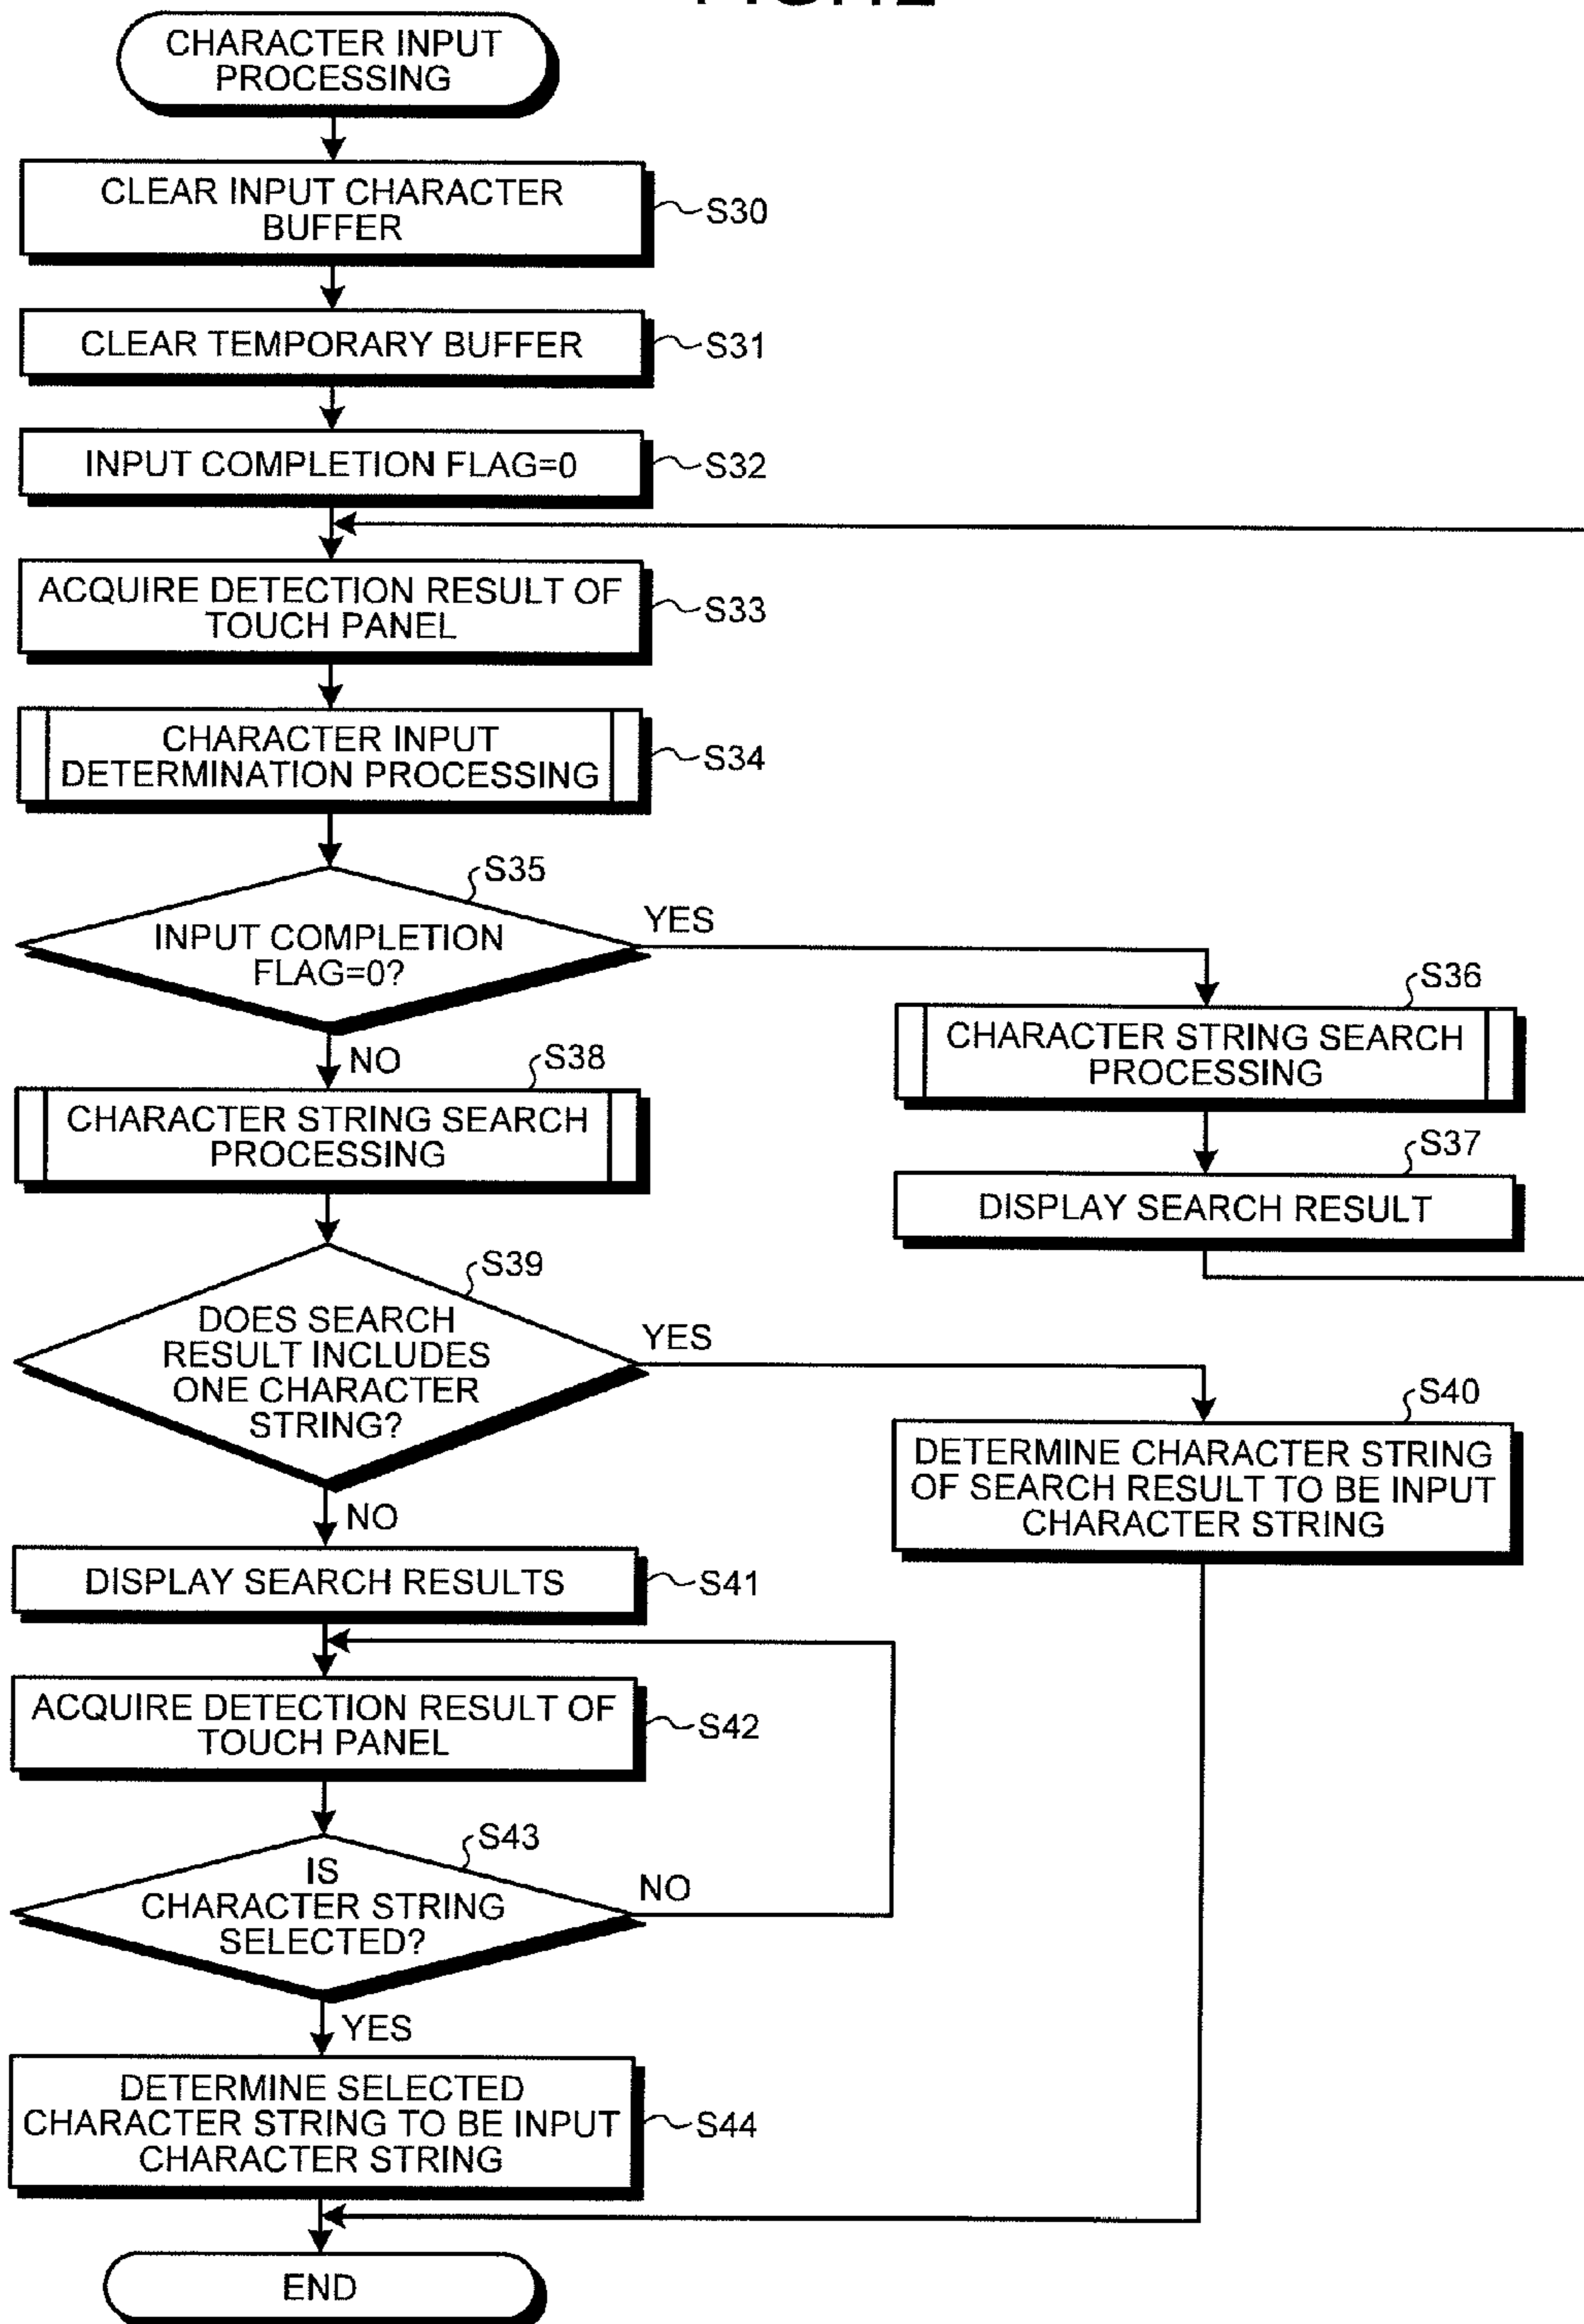 CHARACTER INPUT
PROCESSING
CLEAR INPUT CHARACTER
BUFFER
S30
CLEAR TEMPORARY BUFFER
S31
INPUT COMPLETION FLAG=0
S32
ACQUIRE DETECTION RESULT OF
TOUCH PANEL
S33
CHARACTER INPUT
DETERMINATION PROCESSING
S34
S35
INPUT COMPLETION
FLAG=0?
YES
NO
S36
CHARACTER STRING SEARCH
PROCESSING
S37
DISPLAY SEARCH RESULT
S38
CHARACTER STRING SEARCH
PROCESSING
S39
DOES SEARCH
RESULT INCLUDES
ONE CHARACTER
STRING?
YES
NO
S40
DETERMINE CHARACTER STRING
OF SEARCH RESULT TO BE INPUT
CHARACTER STRING
DISPLAY SEARCH RESULTS
S41
ACQUIRE DETECTION RESULT OF
TOUCH PANEL
S42
S43
IS
CHARACTER STRING
SELECTED?
NO
YES
DETERMINE SELECTED
CHARACTER STRING TO BE INPUT
CHARACTER STRING
S44
END